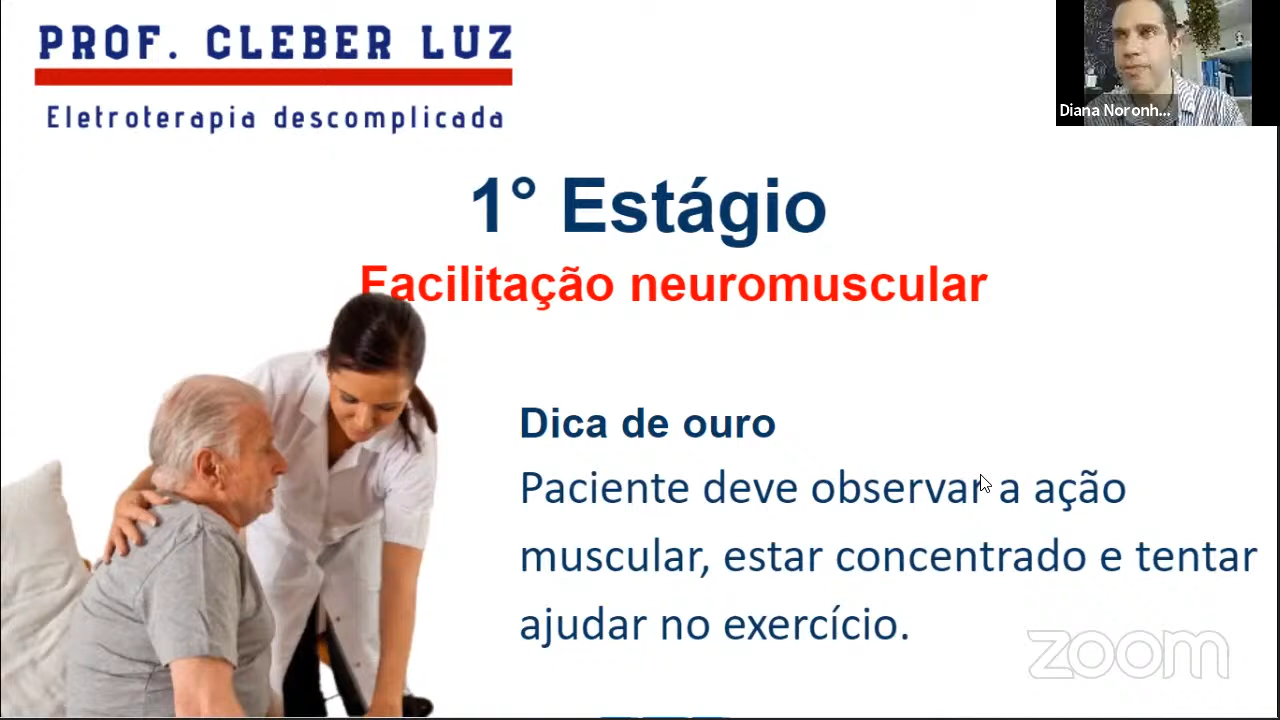 PROF. CLEBER LUZ
Eletroterapia descomplicada
Diana Noronh...
1° Estágio
Facilitação neuromuscular
Dica de ouro
Paciente deve observar a ação
muscular, estar concentrado e tentar
ajudar no exercício.
zoom